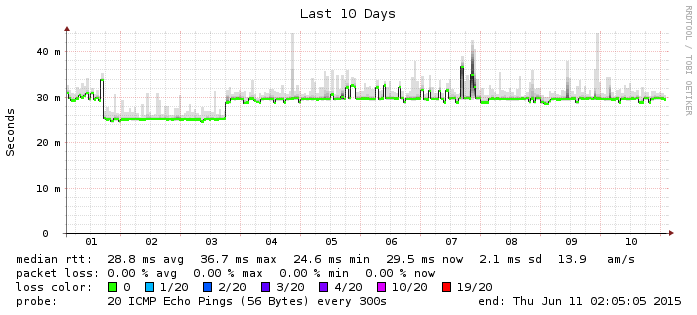 Last 10 Days
RRDTOOL / TOBI OETIKER
Seconds
40 m
30 m
20 m
10 m
0
01 02 03 04 05 06 07 08 09 10
median rtt: 28.8 ms avg 36.7 ms max 24.6 ms min 29.5 ms now 2.1 ms sd 13.9 am/s
packet loss: 0.00 % avg 0.00 % max 0.00 % min 0.00 % now
loss color: 0 1/20 2/20 3/20 4/20 10/20 19/20
probe: 20 ICMP Echo Pings (56 Bytes) every 300s end: Thu Jun 11 02:05:05 2015